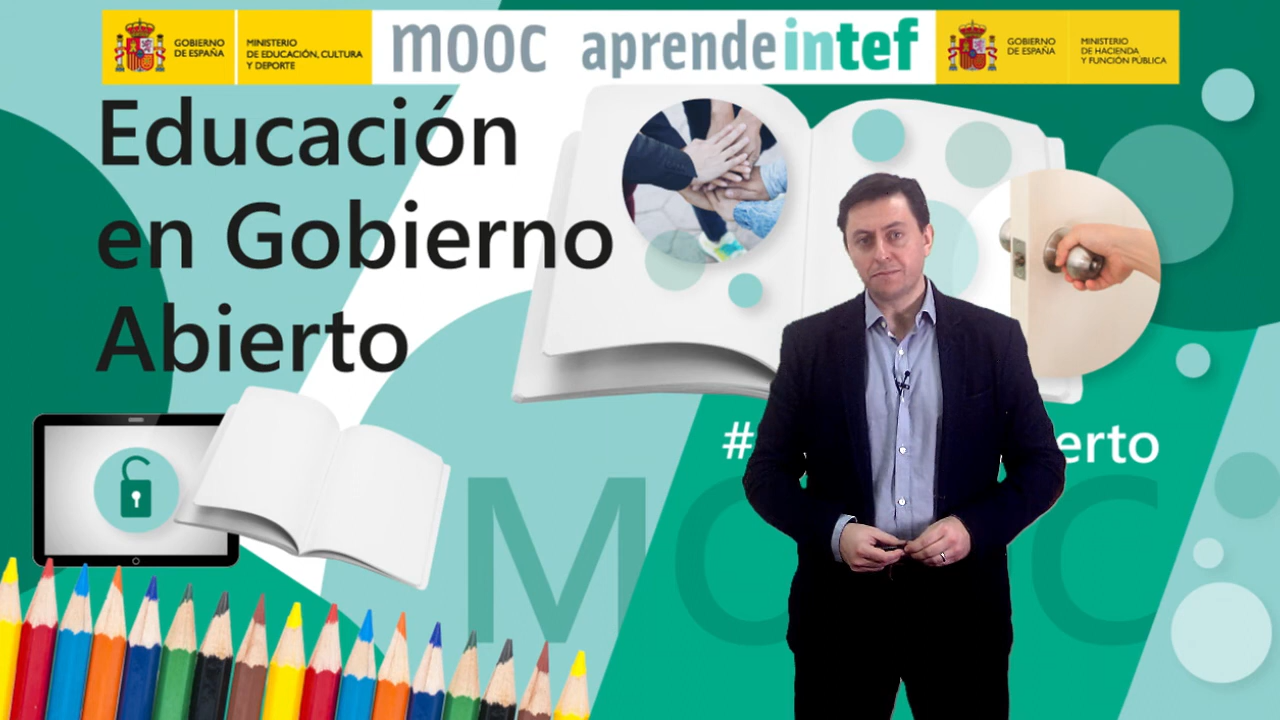 GOBIERNO
DE ESPAÑA
MINISTERIO
DE EDUCACIÓN, CULTURA
Y DEPORTE
mooc aprendeintef
GOBIERNO
DE ESPAÑA
MINISTERIO
DE HACIENDA
Y FUNCIÓN PÚBLICA
Educación
en Gobierno
Abierto
# erto
M C